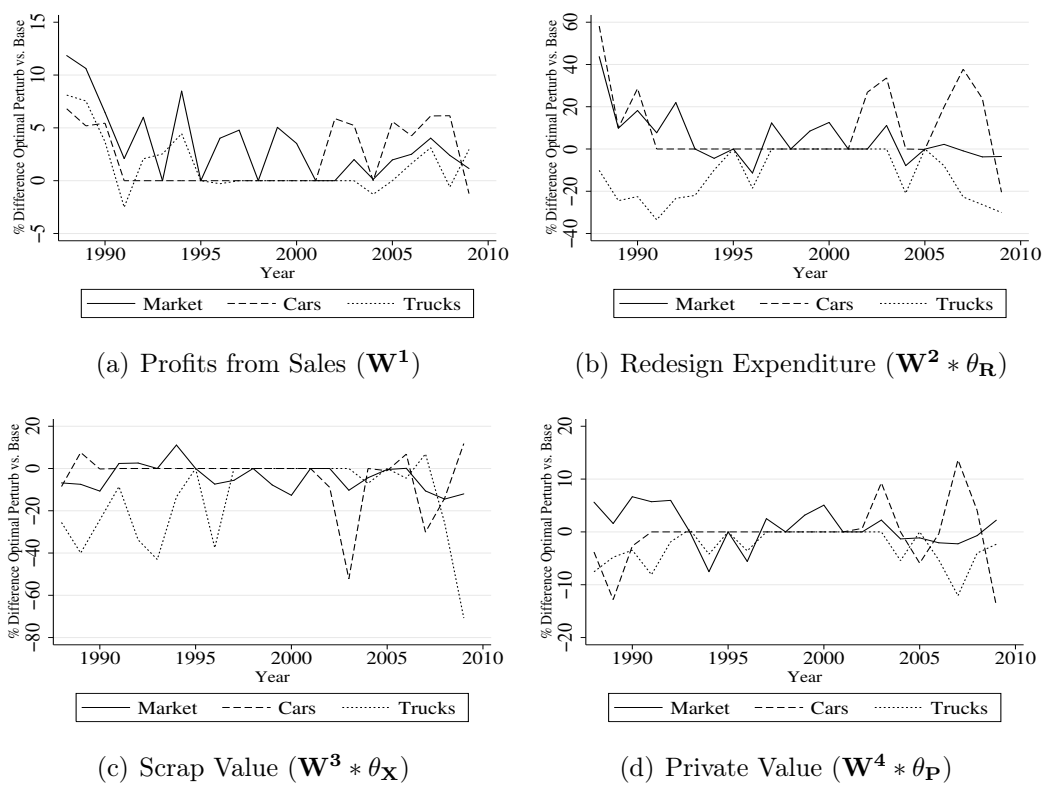 % Difference Optimal Perturb vs. Base
15
10
5
0
−5
1990 1995 2000 2005 2010
Year
Market Cars Trucks
(a) Profits from Sales (W¹)
% Difference Optimal Perturb vs. Base
60
40
20
0
−20
−40
1990 1995 2000 2005 2010
Year
Market Cars Trucks
(b) Redesign Expenditure (W² ∗ θ_R)
% Difference Optimal Perturb vs. Base
20
0
−20
−40
−60
−80
1990 1995 2000 2005 2010
Year
Market Cars Trucks
(c) Scrap Value (W³ ∗ θ_X)
% Difference Optimal Perturb vs. Base
20
10
0
−10
−20
1990 1995 2000 2005 2010
Year
Market Cars Trucks
(d) Private Value (W⁴ ∗ θ_P)